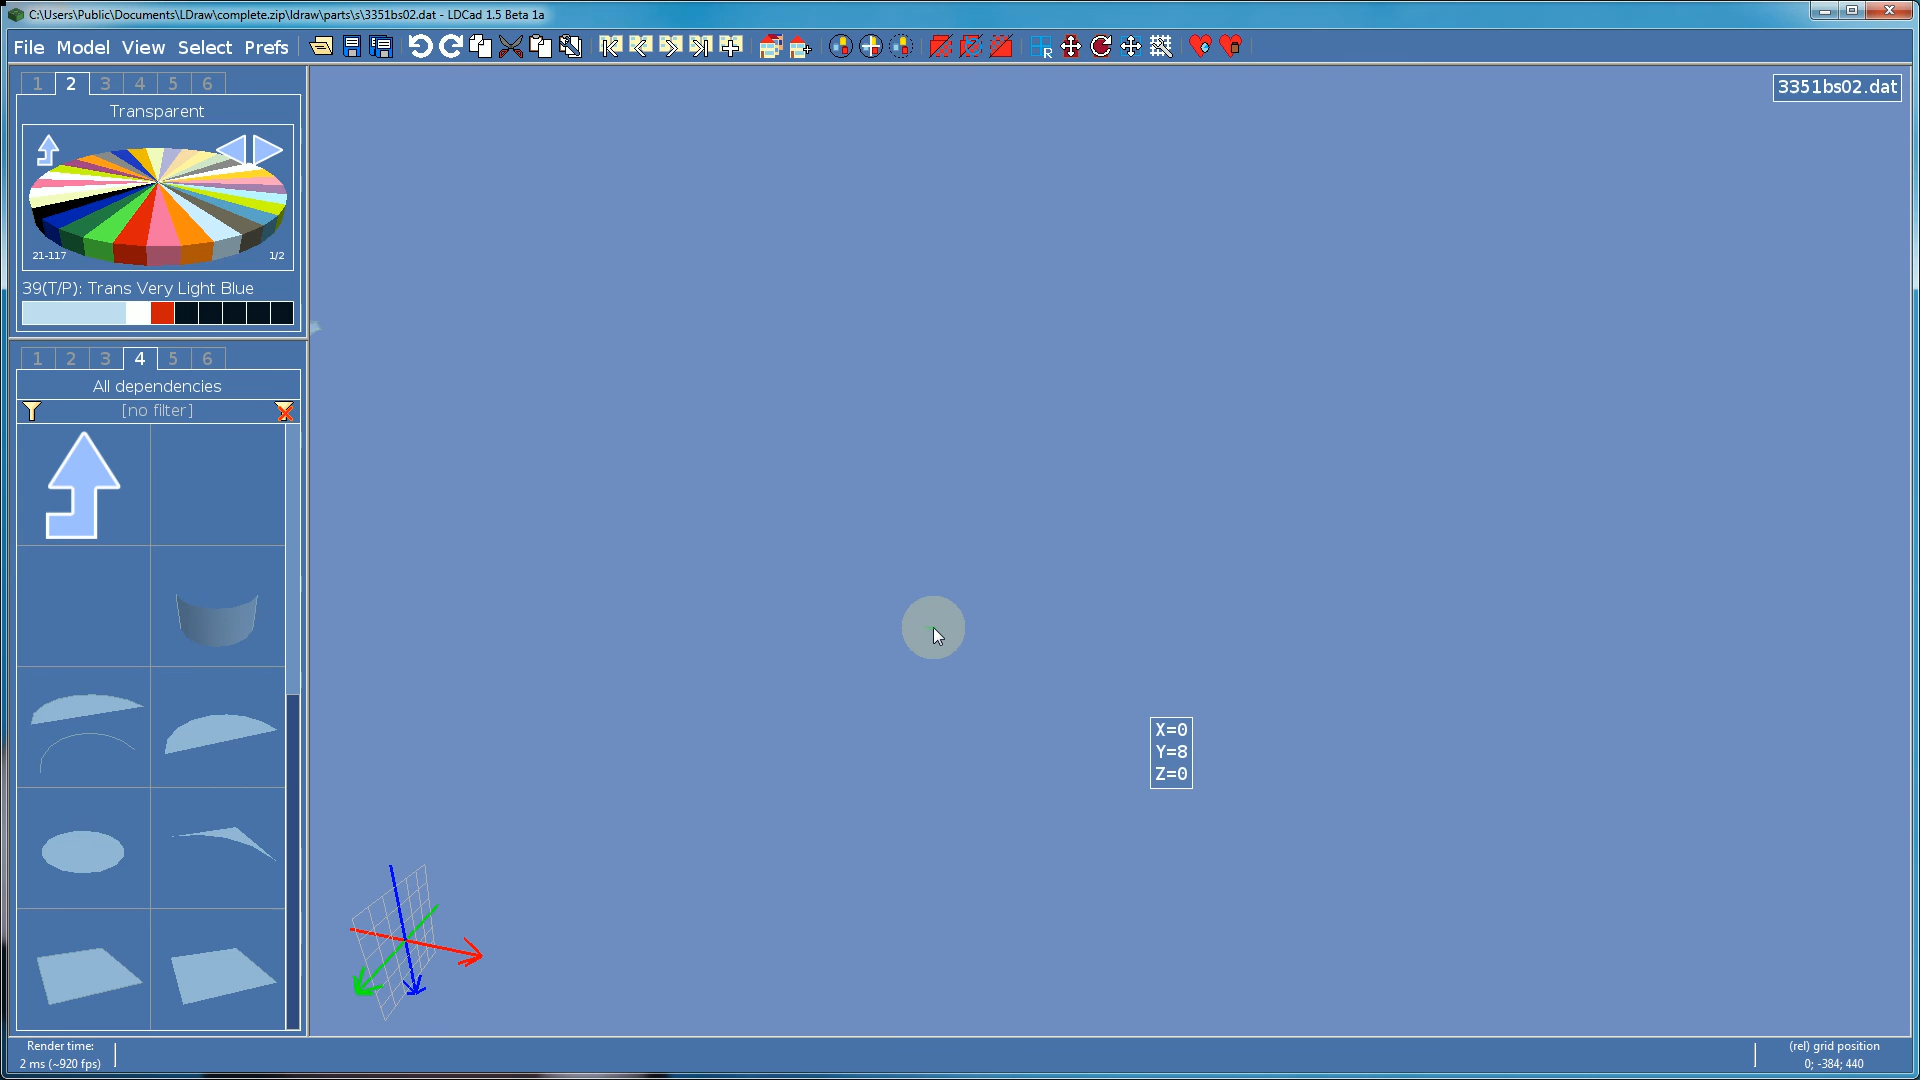 C:\Users\Public\Documents\LDraw\complete.zip\ldraw\parts\s\3351bs02.dat - LDCad 1.5 Beta 1a
File Model View Select Prefs
1 2 3 4 5 6
3351bs02.dat
Transparent
21-117 1/2
39(T/P): Trans Very Light Blue
1 2 3 4 5 6
All dependencies
[no filter]
X=0
Y=8
Z=0
Render time:
2 ms (~920 fps)
(rel) grid position
0; -384; 440